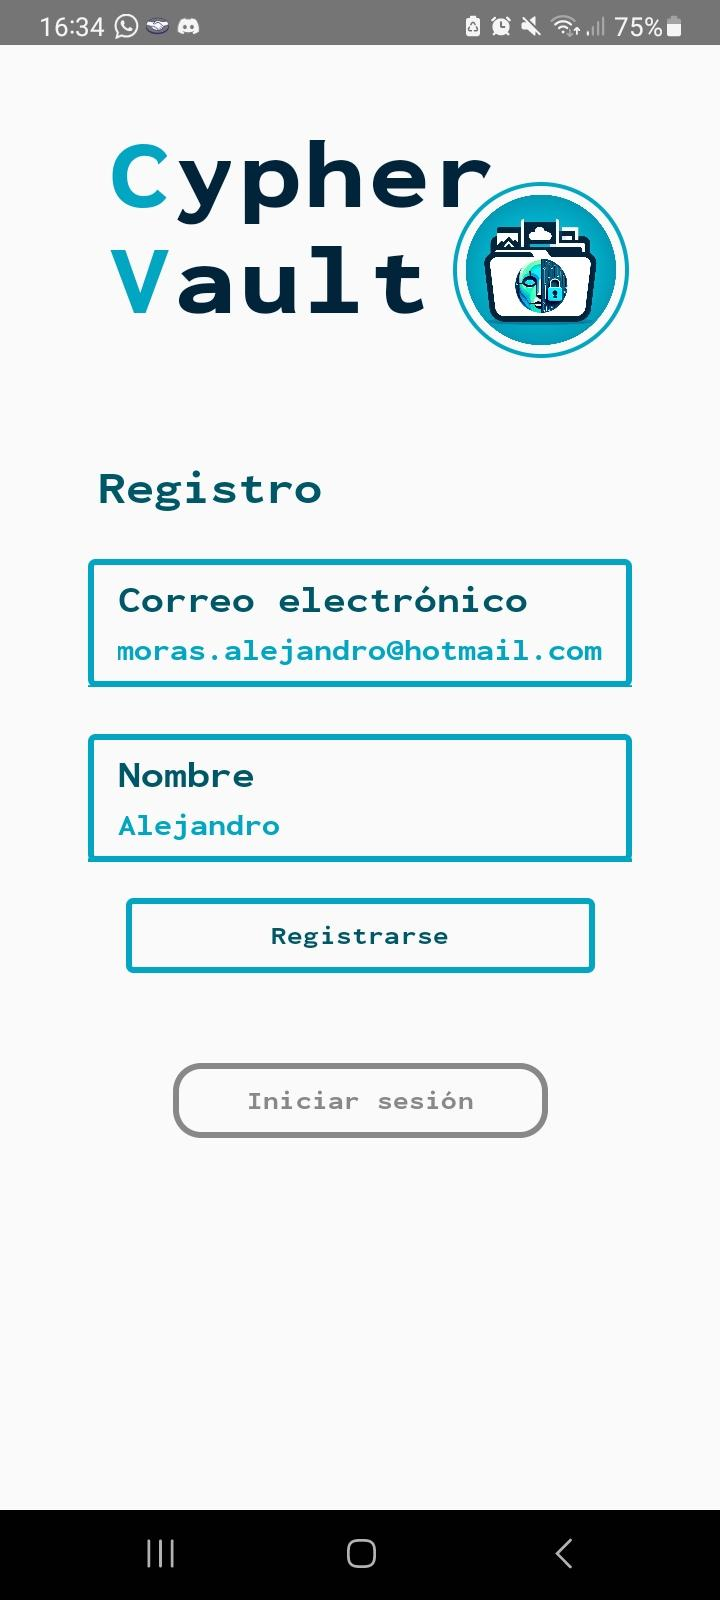 16:34 75%
Cypher
Vault
Registro
Correo electrónico
moras.alejandro@hotmail.com
Nombre
Alejandro
Registrarse
Iniciar sesión